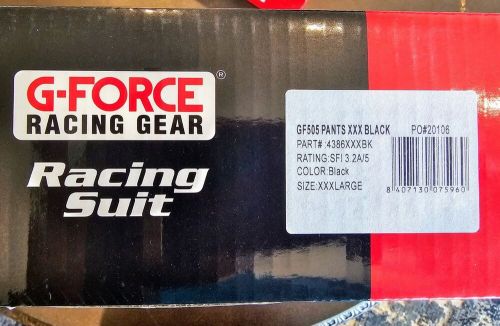 G-FORCE®
RACING GEAR
Racing
Suit
GF505 PANTS XXX BLACK PO#20106
PART# :4386XXXBK
RATING:SFI 3.2A/5
COLOR:Black
SIZE:XXXLARGE
8 407130 075960